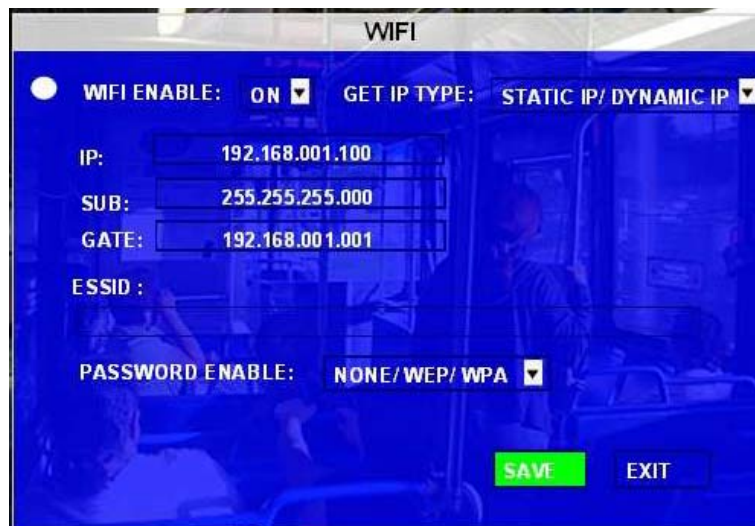 WIFI
WIFI ENABLE: ON GET IP TYPE: STATIC IP/ DYNAMIC IP
IP: 192.168.001.100
SUB: 255.255.255.000
GATE: 192.168.001.001
ESSID :
PASSWORD ENABLE: NONE/ WEP/ WPA
SAVE EXIT